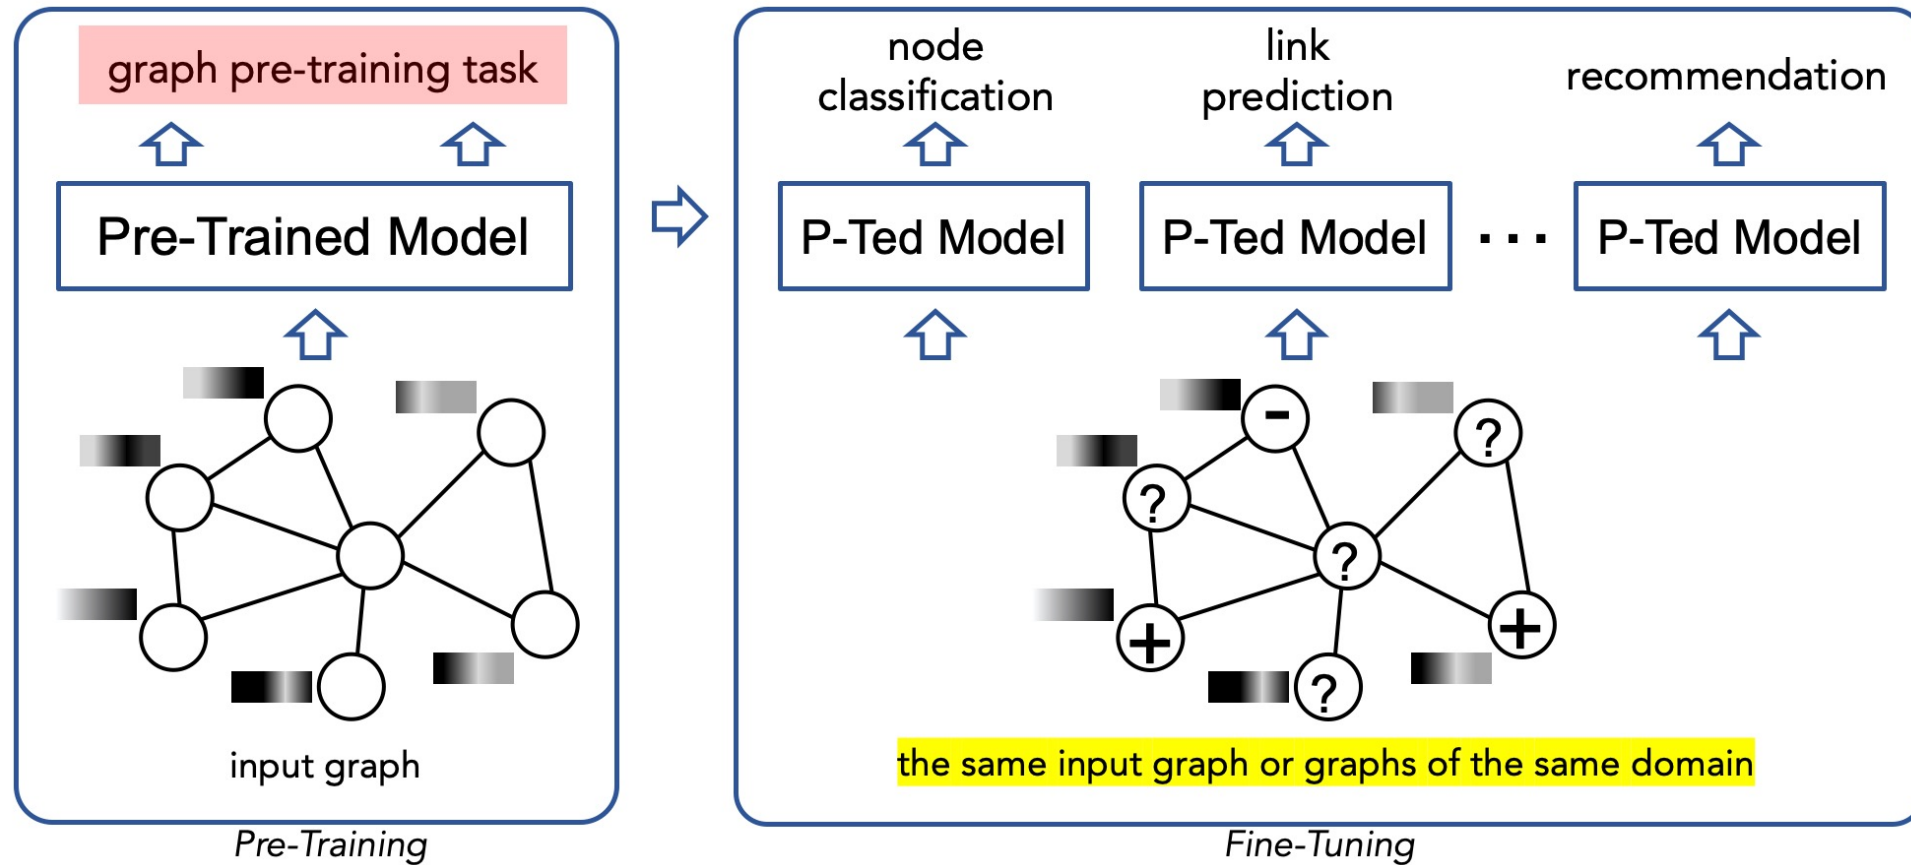 graph pre-training task
Pre-Trained Model
input graph
Pre-Training
node
classification
link
prediction
recommendation
P-Ted Model
P-Ted Model
...
P-Ted Model
-
?
?
?
+
+
?
the same input graph or graphs of the same domain
Fine-Tuning